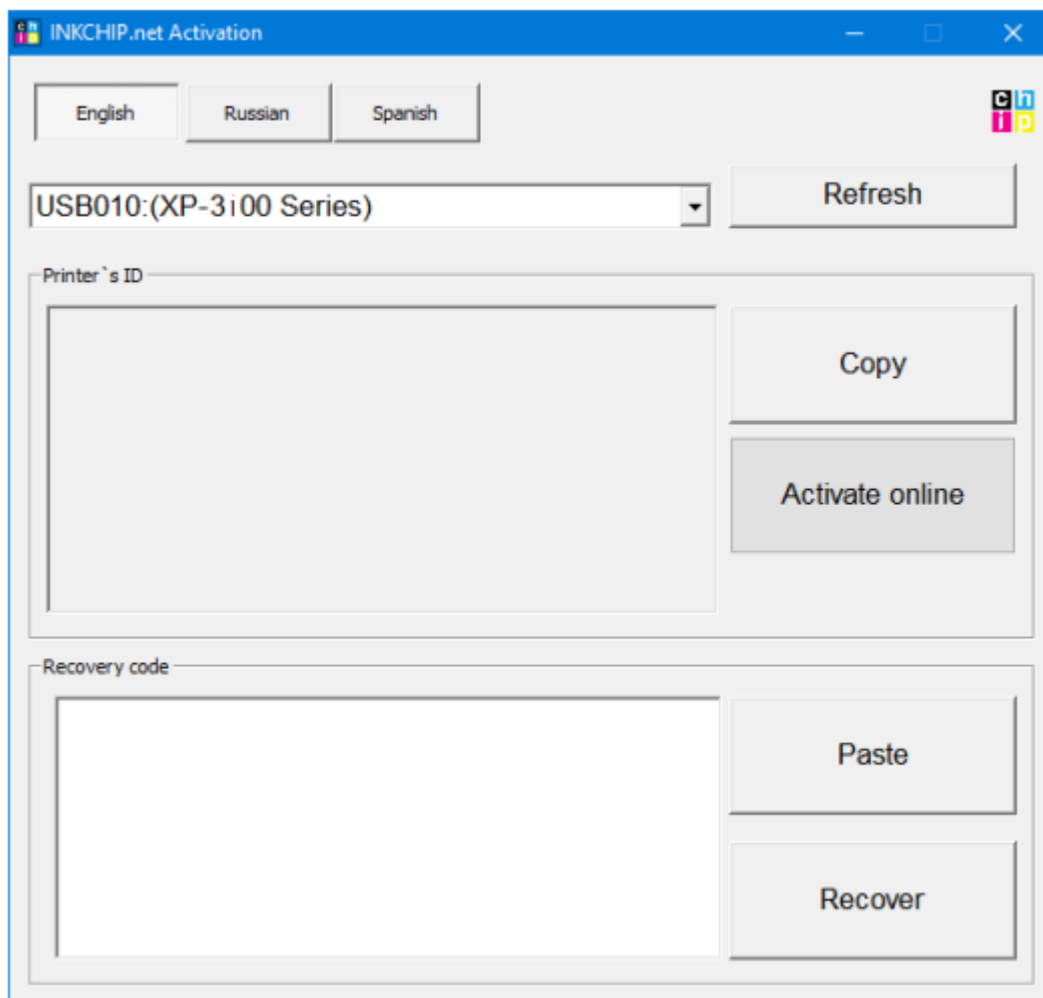 INKCHIP.net Activation
English Russian Spanish
chip
USB010:(XP-3i00 Series) Refresh
Printer`s ID
Copy
Activate online
Recovery code
Paste
Recover